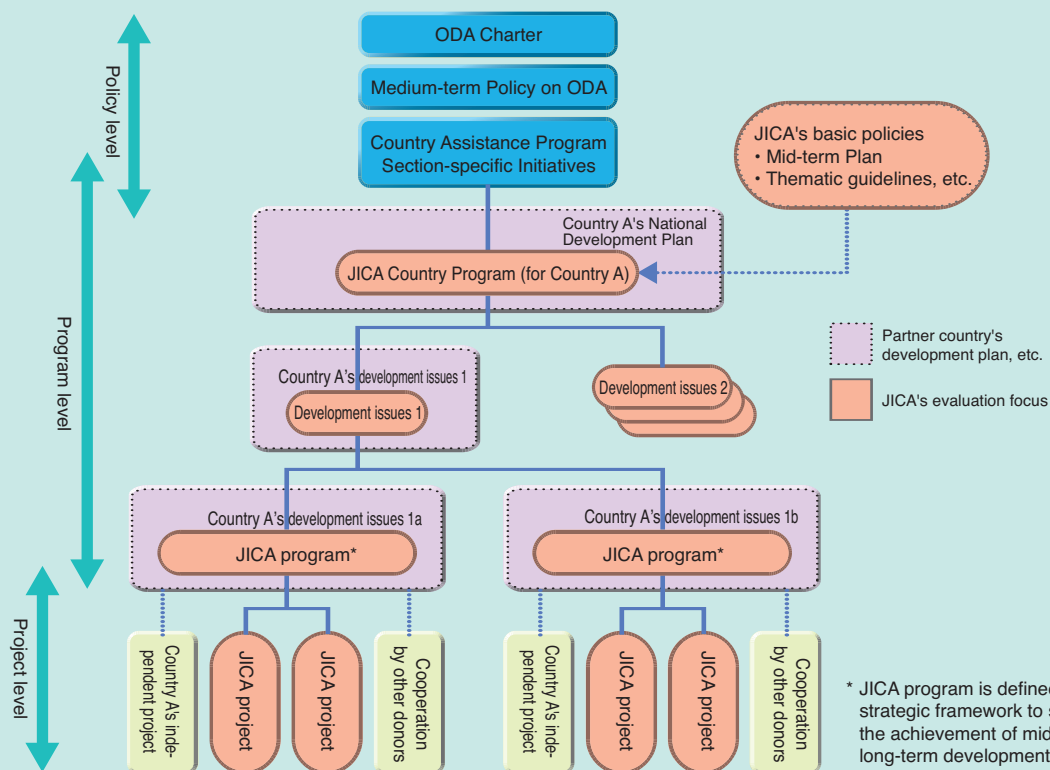 ODA Charter
Medium-term Policy on ODA
Country Assistance Program
Section-specific Initiatives
Policy level
JICA's basic policies
• Mid-term Plan
• Thematic guidelines, etc.
Country A's National
Development Plan
JICA Country Program (for Country A)
Program level
Partner country's
development plan, etc.
JICA's evaluation focus
Country A's development issues 1
Development issues 1
Development issues 2
Country A's development issues 1a
JICA program*
Country A's development issues 1b
JICA program*
Project level
Country A's inde-
pendent project
JICA project
JICA project
Cooperation
by other donors
Country A's inde-
pendent project
JICA project
JICA project
Cooperation
by other donors
* JICA program is defined
strategic framework to
the achievement of mid
long-term development